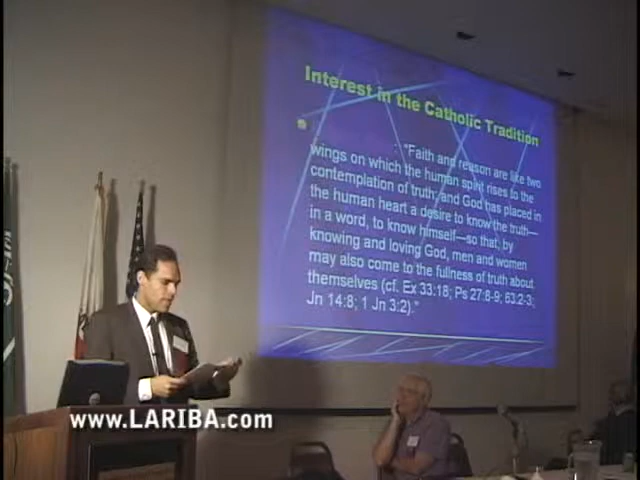 Interest in the Catholic Tradition
: "Faith and reason are like two
wings on which the human spirit rises to the
contemplation of truth; and God has placed in
the human heart a desire to know the truth—
in a word, to know himself—so that, by
knowing and loving God, men and women
may also come to the fullness of truth about
themselves (cf. Ex 33:18; Ps 27:8-9; 63:2-3;
Jn 14:8; 1 Jn 3:2)."
www.LARIBA.com